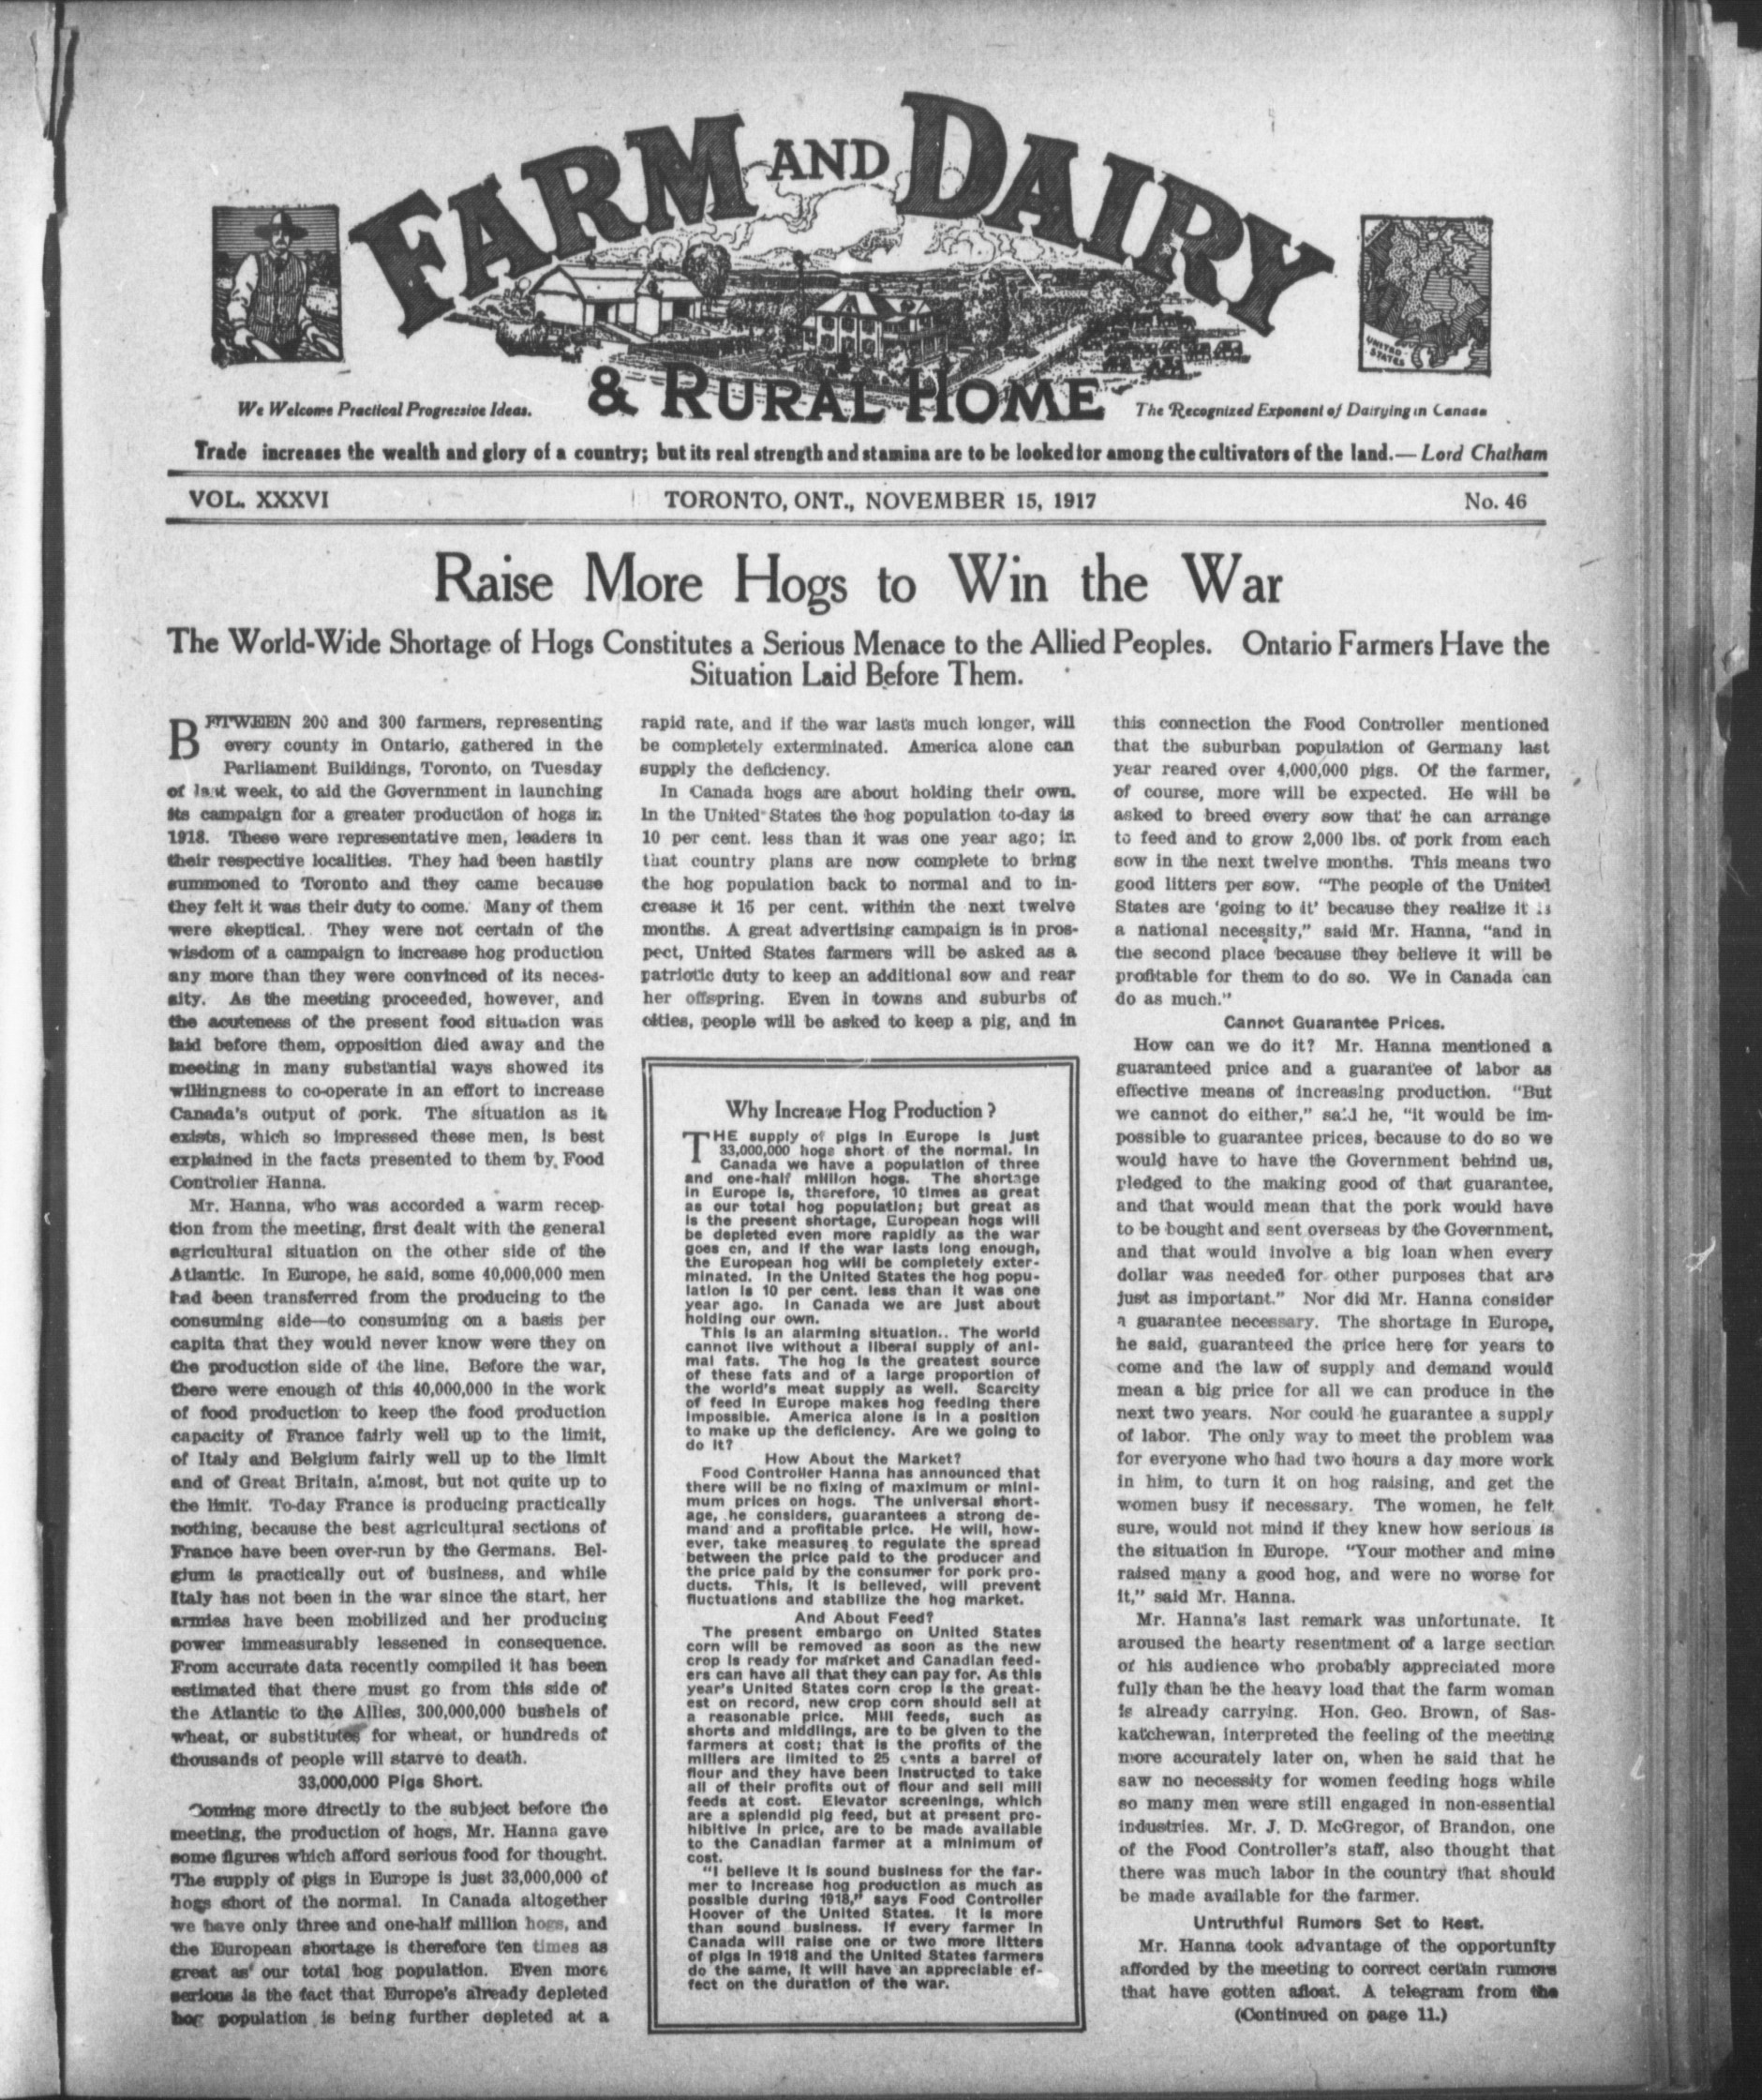 FARM AND DAIRY
& RURAL HOME
UNITED
STATES
We Welcome Practical Progressive Ideas.
The Recognized Exponent of Dairying in Canada
Trade increases the wealth and glory of a country; but its real strength and stamina are to be looked for among the cultivators of the land.—Lord Chatham
VOL. XXXVI
TORONTO, ONT., NOVEMBER 15, 1917
No. 46
Raise More Hogs to Win the War
The World-Wide Shortage of Hogs Constitutes a Serious Menace to the Allied Peoples. Ontario Farmers Have the
Situation Laid Before Them.
BETWEEN 200 and 300 farmers, representing
every county in Ontario, gathered in the
Parliament Buildings, Toronto, on Tuesday
of last week, to aid the Government in launching
its campaign for a greater production of hogs in
1918. These were representative men, leaders in
their respective localities. They had been hastily
summoned to Toronto and they came because
they felt it was their duty to come. Many of them
were skeptical. They were not certain of the
wisdom of a campaign to increase hog production
any more than they were convinced of its neces-
sity. As the meeting proceeded, however, and
the acuteness of the present food situation was
laid before them, opposition died away and the
meeting in many substantial ways showed its
willingness to co-operate in an effort to increase
Canada's output of pork. The situation as it
exists, which so impressed these men, is best
explained in the facts presented to them by Food
Controller Hanna.
Mr. Hanna, who was accorded a warm recep-
tion from the meeting, first dealt with the general
agricultural situation on the other side of the
Atlantic. In Europe, he said, some 40,000,000 men
had been transferred from the producing to the
consuming side—to consuming on a basis per
capita that they would never know were they on
the production side of the line. Before the war,
there were enough of this 40,000,000 in the work
of food production to keep the food production
capacity of France fairly well up to the limit,
of Italy and Belgium fairly well up to the limit
and of Great Britain, almost, but not quite up to
the limit. To-day France is producing practically
nothing, because the best agricultural sections of
France have been over-run by the Germans. Bel-
gium is practically out of business, and while
Italy has not been in the war since the start, her
armies have been mobilized and her producing
power immeasurably lessened in consequence.
From accurate data recently compiled it has been
estimated that there must go from this side of
the Atlantic to the Allies, 300,000,000 bushels of
wheat, or substitutes for wheat, or hundreds of
thousands of people will starve to death.
33,000,000 Pigs Short.
Coming more directly to the subject before the
meeting, the production of hogs, Mr. Hanna gave
some figures which afford serious food for thought.
The supply of pigs in Europe is just 33,000,000 of
hogs short of the normal. In Canada altogether
we have only three and one-half million hogs, and
the European shortage is therefore ten times as
great as our total hog population. Even more
serious is the fact that Europe's already depleted
hog population is being further depleted at a
rapid rate, and if the war lasts much longer, will
be completely exterminated. America alone can
supply the deficiency.
In Canada hogs are about holding their own.
In the United States the hog population to-day is
10 per cent. less than it was one year ago; in
that country plans are now complete to bring
the hog population back to normal and to in-
crease it 15 per cent. within the next twelve
months. A great advertising campaign is in pros-
pect, United States farmers will be asked as a
patriotic duty to keep an additional sow and rear
her offspring. Even in towns and suburbs of
cities, people will be asked to keep a pig, and in
Why Increase Hog Production?
THE supply of pigs in Europe is just
33,000,000 hogs short of the normal. In
Canada we have a population of three
and one-half million hogs. The shortage
in Europe is, therefore, 10 times as great
as our total hog population; but great as
is the present shortage, European hogs will
be depleted even more rapidly as the war
goes on, and if the war lasts long enough,
the European hog will be completely exter-
minated. In the United States the hog popu-
lation is 10 per cent. less than it was one
year ago. In Canada we are just about
holding our own.
This is an alarming situation.. The world
cannot live without a liberal supply of ani-
mal fats. The hog is the greatest source
of these fats and of a large proportion of
the world's meat supply as well. Scarcity
of feed in Europe makes hog feeding there
impossible. America alone is in a position
to make up the deficiency. Are we going to
do it?
How About the Market?
Food Controller Hanna has announced that
there will be no fixing of maximum or mini-
mum prices on hogs. The universal short-
age, he considers, guarantees a strong de-
mand and a profitable price. He will, how-
ever, take measures to regulate the spread
between the price paid to the producer and
the price paid by the consumer for pork pro-
ducts. This, it is believed, will prevent
fluctuations and stabilize the hog market.
And About Feed?
The present embargo on United States
corn will be removed as soon as the new
crop is ready for market and Canadian feed-
ers can have all that they can pay for. As this
year's United States corn crop is the great-
est on record, new crop corn should sell at
a reasonable price. Mill feeds, such as
shorts and middlings, are to be given to the
farmers at cost; that is the profits of the
millers are limited to 25 cents a barrel of
flour and they have been instructed to take
all of their profits out of flour and sell mill
feeds at cost. Elevator screenings, which
are a splendid pig feed, but at present pro-
hibitive in price, are to be made available
to the Canadian farmer at a minimum of
cost.
"I believe it is sound business for the far-
mer to increase hog production as much as
possible during 1918," says Food Controller
Hoover of the United States. It is more
than sound business. If every farmer in
Canada will raise one or two more litters
of pigs in 1918 and the United States farmers
do the same, it will have an appreciable ef-
fect on the duration of the war.
this connection the Food Controller mentioned
that the suburban population of Germany last
year reared over 4,000,000 pigs. Of the farmer,
of course, more will be expected. He will be
asked to breed every sow that he can arrange
to feed and to grow 2,000 lbs. of pork from each
sow in the next twelve months. This means two
good litters per sow. "The people of the United
States are 'going to it' because they realize it is
a national necessity," said Mr. Hanna, "and in
the second place because they believe it will be
profitable for them to do so. We in Canada can
do as much."
Cannot Guarantee Prices.
How can we do it? Mr. Hanna mentioned a
guaranteed price and a guarantee of labor as
effective means of increasing production. "But
we cannot do either," said he, "it would be im-
possible to guarantee prices, because to do so we
would have to have the Government behind us,
pledged to the making good of that guarantee,
and that would mean that the pork would have
to be bought and sent overseas by the Government,
and that would involve a big loan when every
dollar was needed for other purposes that are
just as important." Nor did Mr. Hanna consider
a guarantee necessary. The shortage in Europe,
he said, guaranteed the price here for years to
come and the law of supply and demand would
mean a big price for all we can produce in the
next two years. Nor could he guarantee a supply
of labor. The only way to meet the problem was
for everyone who had two hours a day more work
in him, to turn it on hog raising, and get the
women busy if necessary. The women, he felt
sure, would not mind if they knew how serious is
the situation in Europe. "Your mother and mine
raised many a good hog, and were no worse for
it," said Mr. Hanna.
Mr. Hanna's last remark was unfortunate. It
aroused the hearty resentment of a large section
of his audience who probably appreciated more
fully than he the heavy load that the farm woman
is already carrying. Hon. Geo. Brown, of Sas-
katchewan, interpreted the feeling of the meeting
more accurately later on, when he said that he
saw no necessity for women feeding hogs while
so many men were still engaged in non-essential
industries. Mr. J. D. McGregor, of Brandon, one
of the Food Controller's staff, also thought that
there was much labor in the country that should
be made available for the farmer.
Untruthful Rumors Set to Rest.
Mr. Hanna took advantage of the opportunity
afforded by the meeting to correct certain rumors
that have gotten afloat. A telegram from the
(Continued on page 11.)